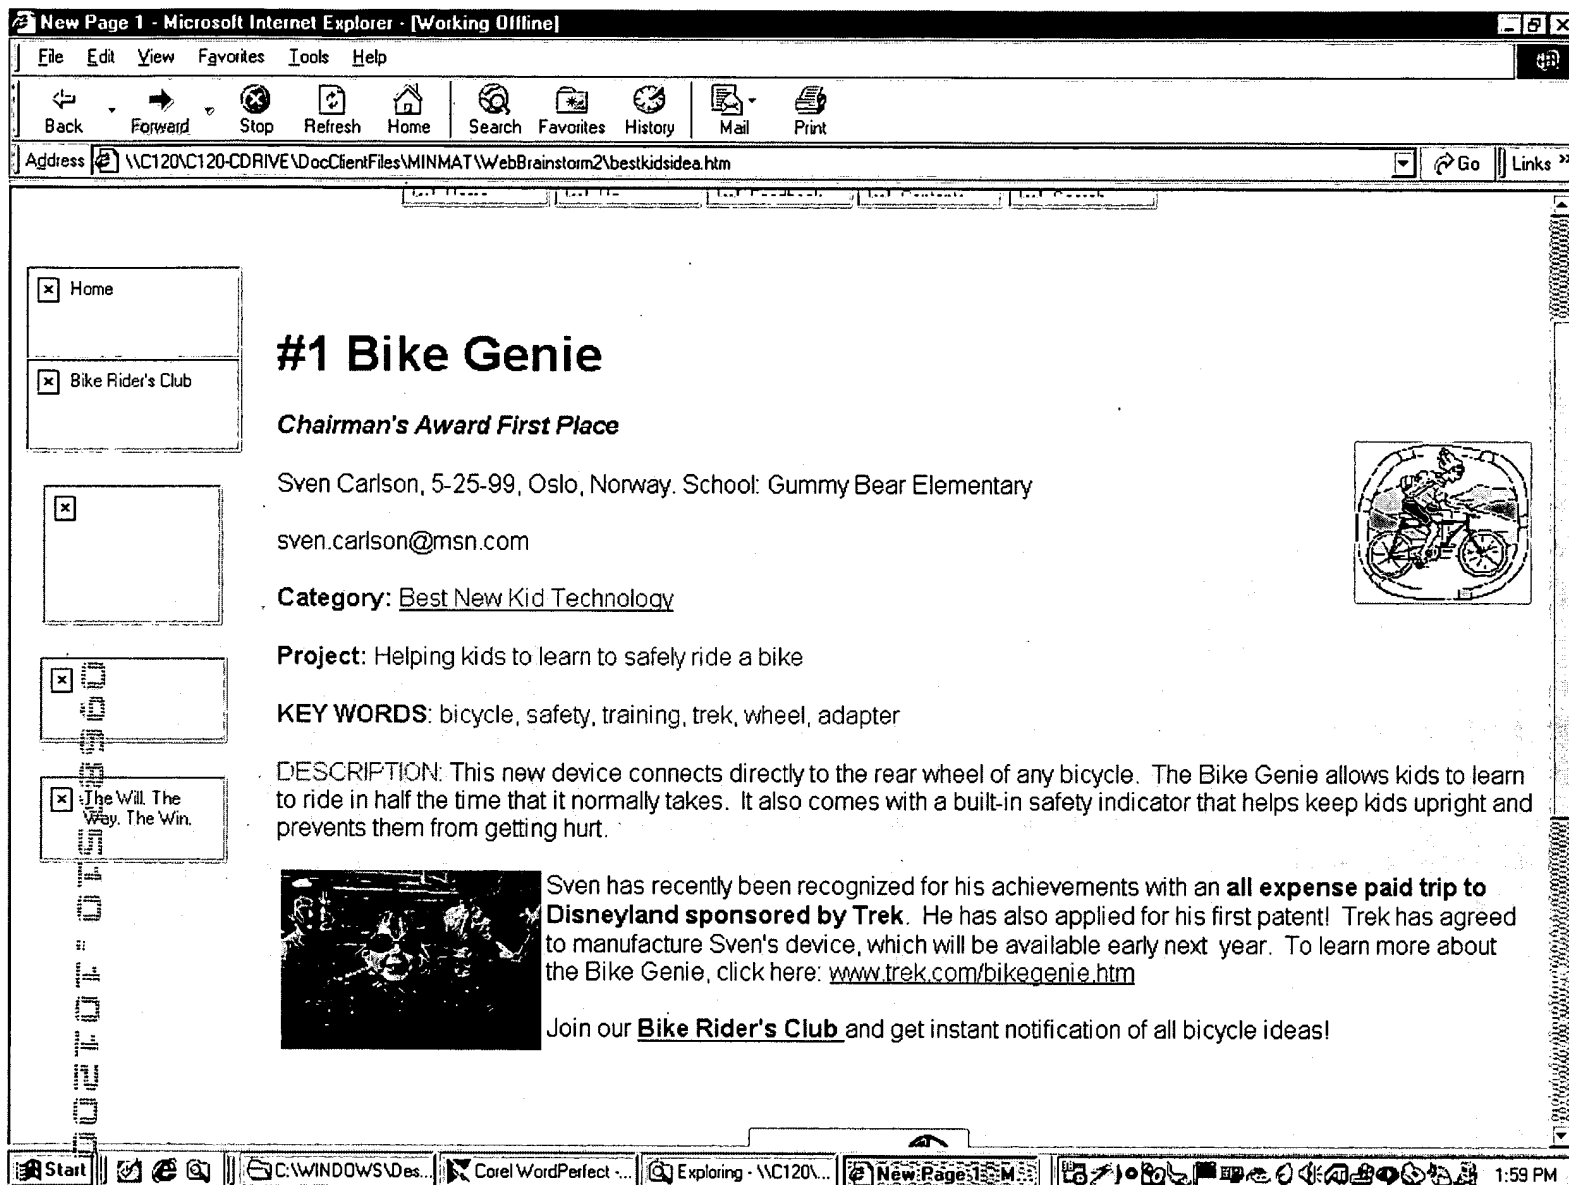 New Page 1 - Microsoft Internet Explorer - [Working Offline]
File Edit View Favorites Tools Help
Back Forward Stop Refresh Home Search Favorites History Mail Print
Address \\C120\C120-CDRIVE\DocClientFiles\MINMAT\WebBrainstorm2\bestkidsidea.htm Go Links »
Home
Bike Rider's Club
#1 Bike Genie
Chairman's Award First Place
Sven Carlson, 5-25-99, Oslo, Norway. School: Gummy Bear Elementary
sven.carlson@msn.com
Category: Best New Kid Technology
Project: Helping kids to learn to safely ride a bike
KEY WORDS: bicycle, safety, training, trek, wheel, adapter
The Will. The
Way. The Win.
DESCRIPTION: This new device connects directly to the rear wheel of any bicycle. The Bike Genie allows kids to learn
to ride in half the time that it normally takes. It also comes with a built-in safety indicator that helps keep kids upright and
prevents them from getting hurt.
Sven has recently been recognized for his achievements with an all expense paid trip to
Disneyland sponsored by Trek. He has also applied for his first patent! Trek has agreed
to manufacture Sven's device, which will be available early next year. To learn more about
the Bike Genie, click here: www.trek.com/bikegenie.htm
Join our Bike Rider's Club and get instant notification of all bicycle ideas!
Start C:\WINDOWS\Des... Corel WordPerfect -... Exploring - \\C120\... New Page 1 - M... 1:59 PM